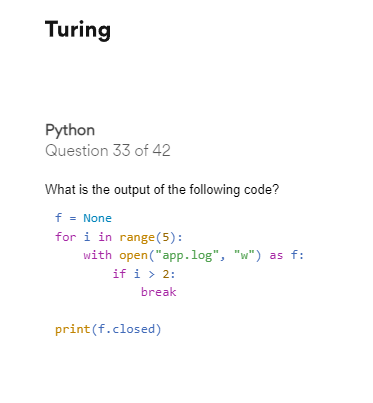 Turing
Python
Question 33 of 42
What is the output of the following code?
f = None
for i in range(5):
    with open("app.log", "w") as f:
        if i > 2:
            break
print(f.closed)